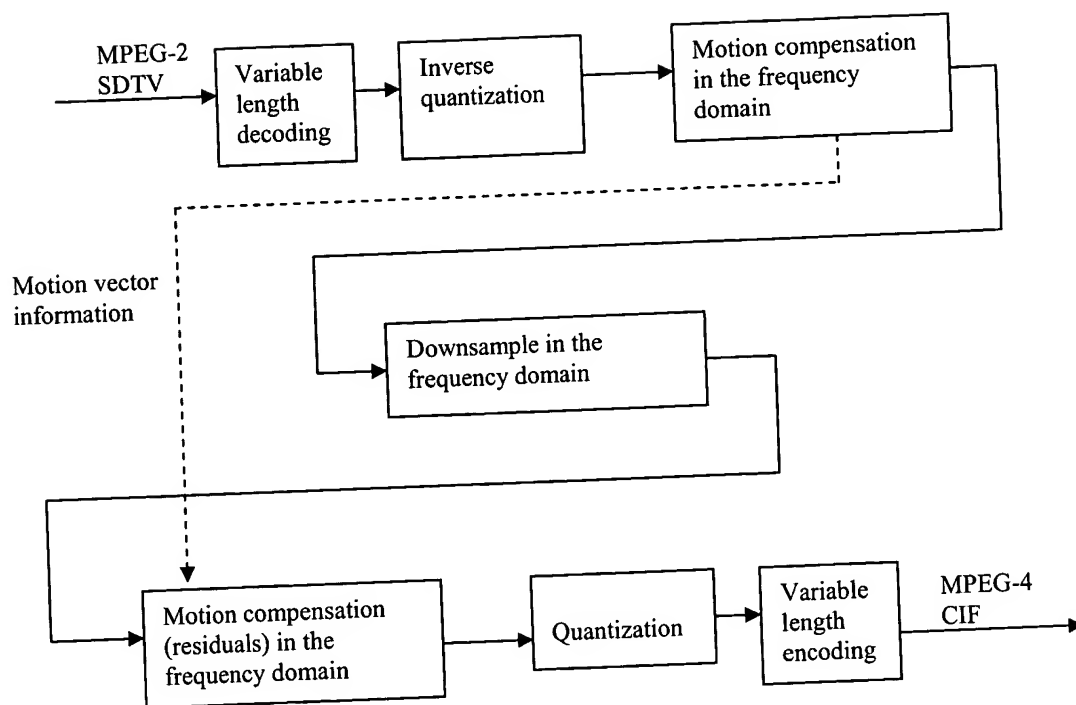 MPEG-2
SDTV
Variable
length
decoding
Inverse
quantization
Motion compensation
in the frequency
domain
Motion vector
information
Downsample in the
frequency domain
Motion compensation
(residuals) in the
frequency domain
Quantization
Variable
length
encoding
MPEG-4
CIF